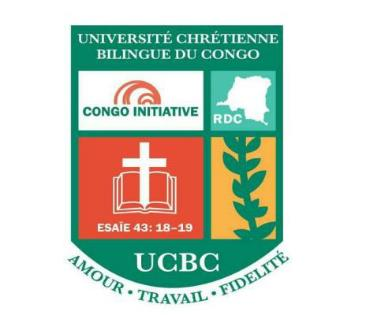 UNIVERSITÉ CHRÉTIENNE
BILINGUE DU CONGO
CONGO INITIATIVE
RDC
ESAÏE 43: 18–19
UCBC
AMOUR • TRAVAIL • FIDELITÉ